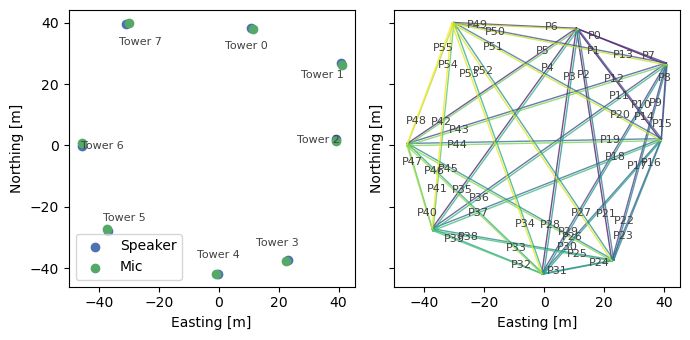 40
20
0
−20
−40
Northing [m]
−40
−20
0
20
40
Easting [m]
Tower 7
Tower 0
Tower 1
Tower
Tower 6
Tower 5
Tower 4
Tower 3
Speaker
Mic
Northing [m]
−40
−20
0
20
40
Easting [m]
P49
P6
P50
P0
P51
P5
P1
P13
P7
P55
P54
P53
P52
P4
P3
P2
P12
P8
P11
P10
P9
P48
P42
P43
P44
P20
P14
P15
P19
P18
P17
P16
P47
P46
P45
P41
P35
P36
P40
P37
P39
P38
P34
P33
P32
P28
P27
P21
P22
P29
P26
P23
P30
P25
P24
P31